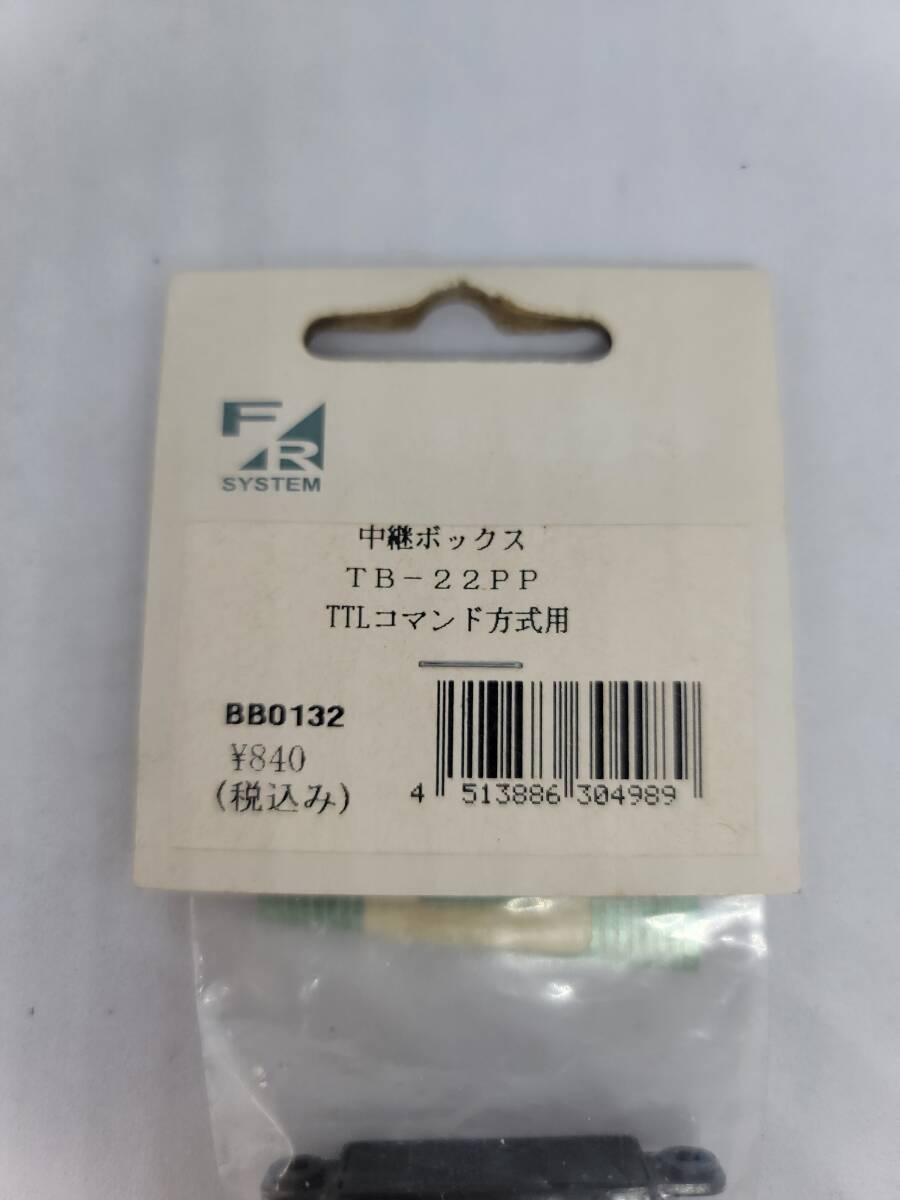 FR
SYSTEM
中継ボックス
ＴＢ－２２ＰＰ
TTLコマンド方式用
BB0132
¥840
(税込み)
4 513886 304989